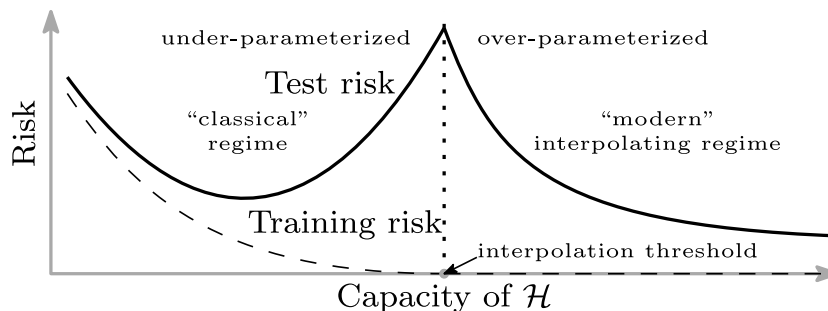 under-parameterized
over-parameterized
Test risk
“classical”
regime
“modern”
interpolating regime
Risk
Training risk
interpolation threshold
Capacity of ℋ